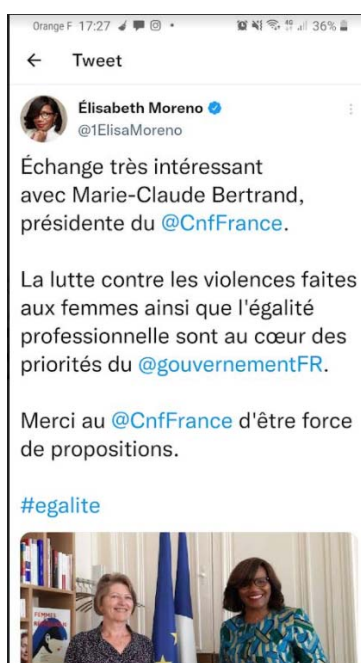 Orange F 17:27
36%
Tweet
Élisabeth Moreno
@1ElisaMoreno
Échange très intéressant
avec Marie-Claude Bertrand,
présidente du @CnfFrance.
La lutte contre les violences faites
aux femmes ainsi que l'égalité
professionnelle sont au cœur des
priorités du @gouvernementFR.
Merci au @CnfFrance d'être force
de propositions.
#egalite
FEMMES